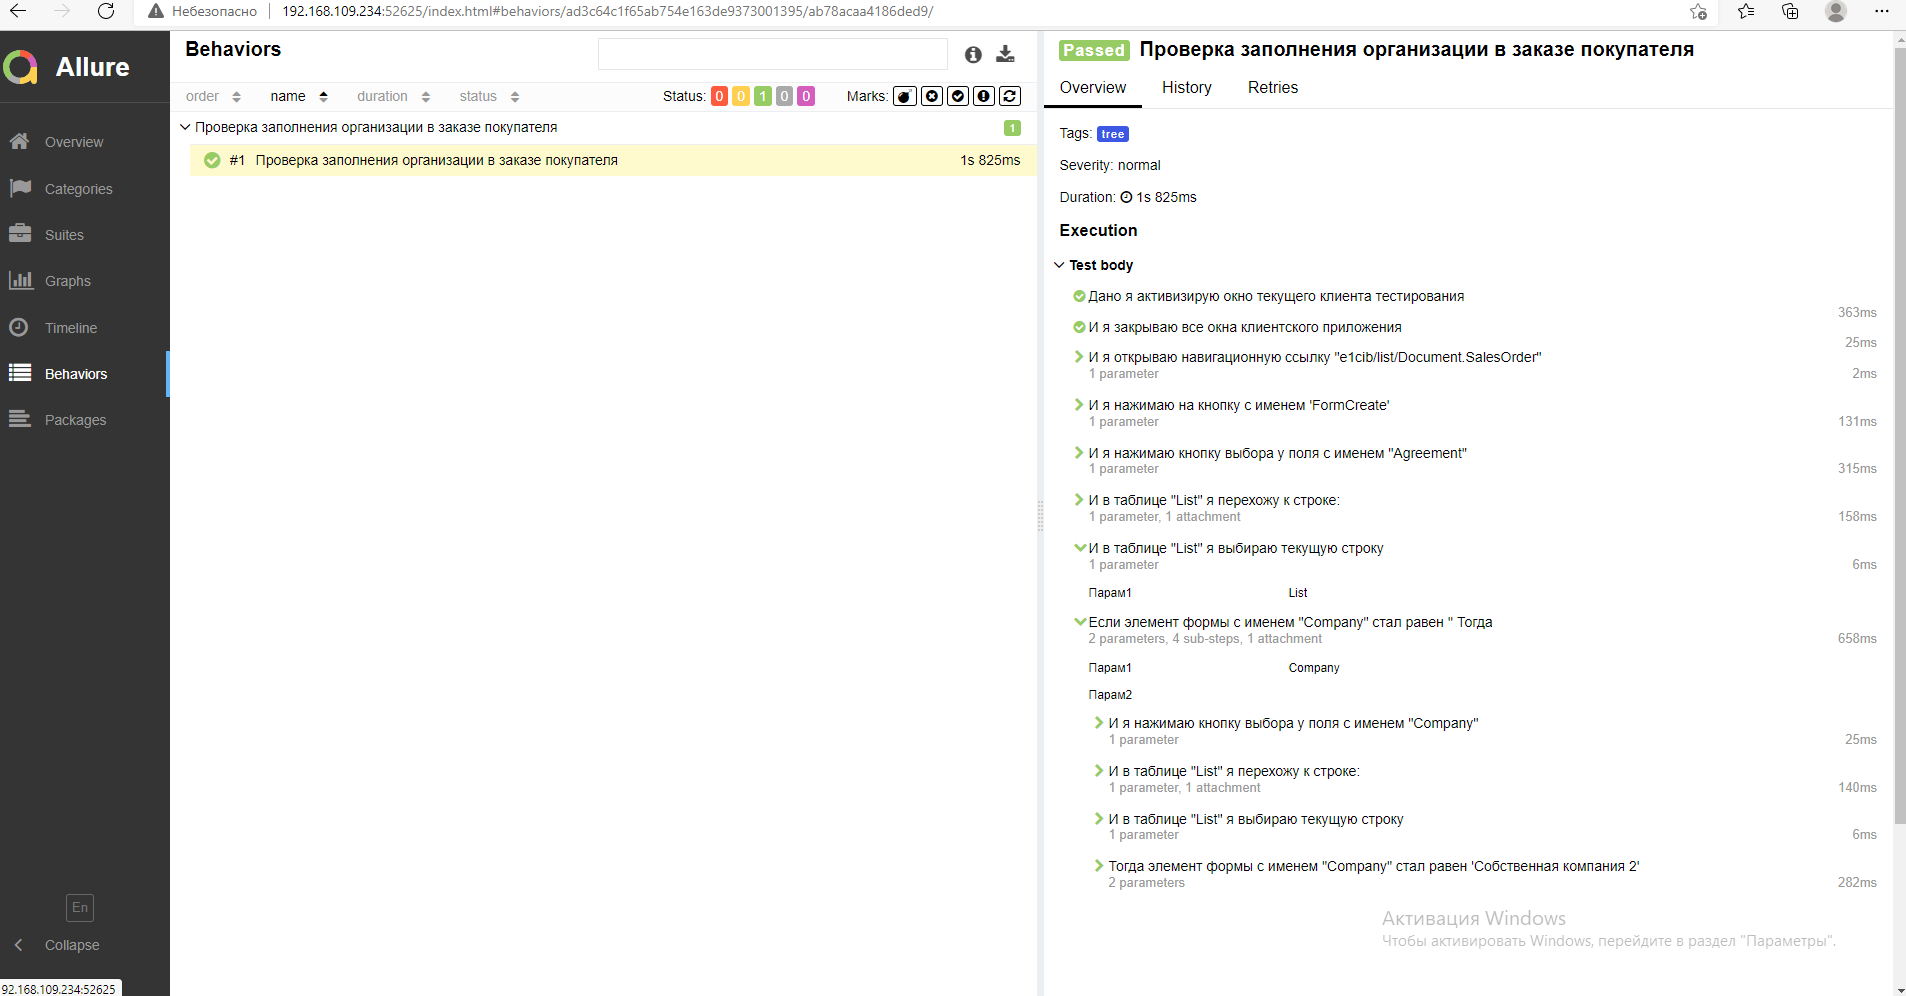 Небезопасно
192.168.109.234:52625/index.html#behaviors/ad3c64c1f65ab754e163de9373001395/ab78acaa4186ded9/
Allure
Overview
Categories
Suites
Graphs
Timeline
Behaviors
Packages
En
Collapse
92.168.109.234:52625
Behaviors
order name duration status Status: 0 0 1 0 0 Marks:
Проверка заполнения организации в заказе покупателя 1
#1 Проверка заполнения организации в заказе покупателя 1s 825ms
Passed Проверка заполнения организации в заказе покупателя
Overview History Retries
Tags: tree
Severity: normal
Duration: 1s 825ms
Execution
Test body
Дано я активизирую окно текущего клиента тестирования
363ms
И я закрываю все окна клиентского приложения
25ms
И я открываю навигационную ссылку "e1cib/list/Document.SalesOrder"
1 parameter 2ms
И я нажимаю на кнопку с именем 'FormCreate'
1 parameter 131ms
И я нажимаю кнопку выбора у поля с именем "Agreement"
1 parameter 315ms
И в таблице "List" я перехожу к строке:
1 parameter, 1 attachment 158ms
И в таблице "List" я выбираю текущую строку
1 parameter 6ms
Парам1 List
Если элемент формы с именем "Company" стал равен '' Тогда
2 parameters, 4 sub-steps, 1 attachment 658ms
Парам1 Company
Парам2
И я нажимаю кнопку выбора у поля с именем "Company"
1 parameter 25ms
И в таблице "List" я перехожу к строке:
1 parameter, 1 attachment 140ms
И в таблице "List" я выбираю текущую строку
1 parameter 6ms
Тогда элемент формы с именем "Company" стал равен 'Собственная компания 2'
2 parameters 282ms
Активация Windows
Чтобы активировать Windows, перейдите в раздел "Параметры".